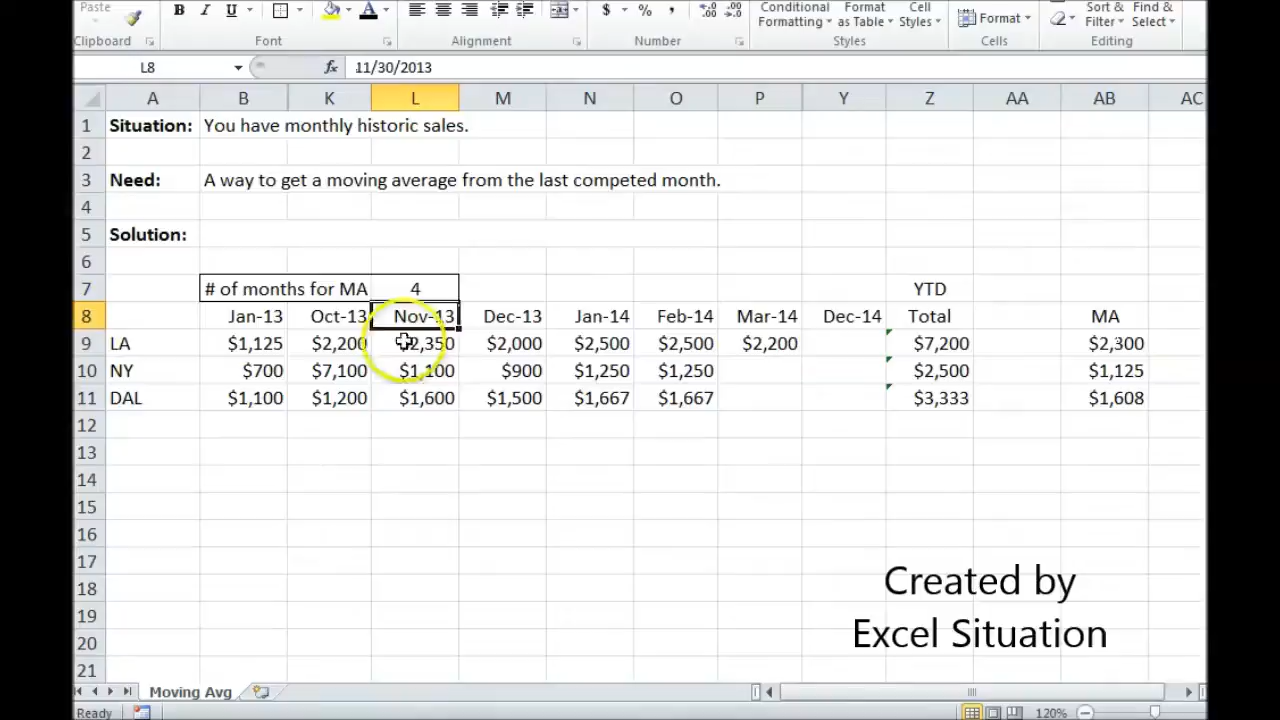 Paste
B I U A $ % , .00 .00
Conditional Format Cell Format Sort & Find &
Formatting as Table Styles Filter Select
Clipboard Font Alignment Number Styles Cells Editing
L8 fx 11/30/2013
A B K L M N O P Y Z AA AB AC
1 Situation: You have monthly historic sales.
2
3 Need: A way to get a moving average from the last competed month.
4
5 Solution:
6
7 # of months for MA 4 YTD
8 Jan-13 Oct-13 Nov-13 Dec-13 Jan-14 Feb-14 Mar-14 Dec-14 Total MA
9 LA $1,125 $2,200 $2,350 $2,000 $2,500 $2,500 $2,200 $7,200 $2,300
10 NY $700 $7,100 $1,100 $900 $1,250 $1,250 $2,500 $1,125
11 DAL $1,100 $1,200 $1,600 $1,500 $1,667 $1,667 $3,333 $1,608
12
13
14
15
16
17
18
19
20
21
Created by
Excel Situation
Moving Avg
Ready 120%